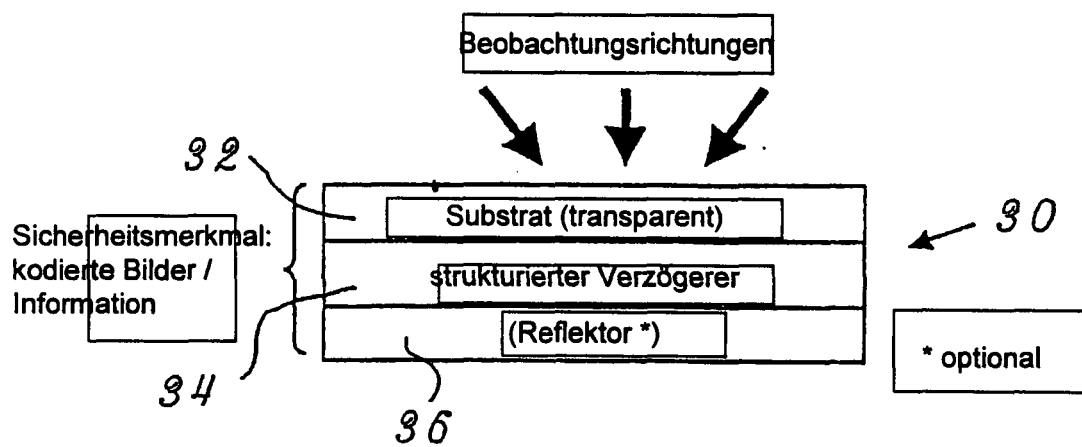 Beobachtungsrichtungen
32
Substrat (transparent)
30
Sicherheitsmerkmal:
kodierte Bilder /
Information
strukturierter Verzögerer
(Reflektor *)
* optional
34
36